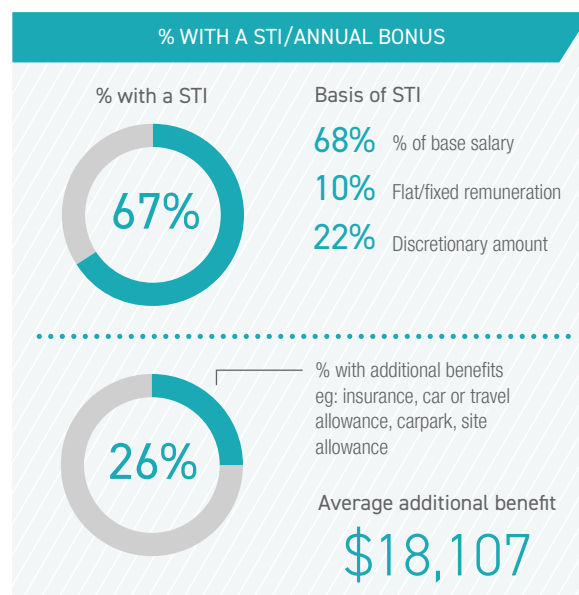 % WITH A STI/ANNUAL BONUS
% with a STI
67%
Basis of STI
68% % of base salary
10% Flat/fixed remuneration
22% Discretionary amount
26%
% with additional benefits
eg: insurance, car or travel
allowance, carpark, site
allowance
Average additional benefit
$18,107